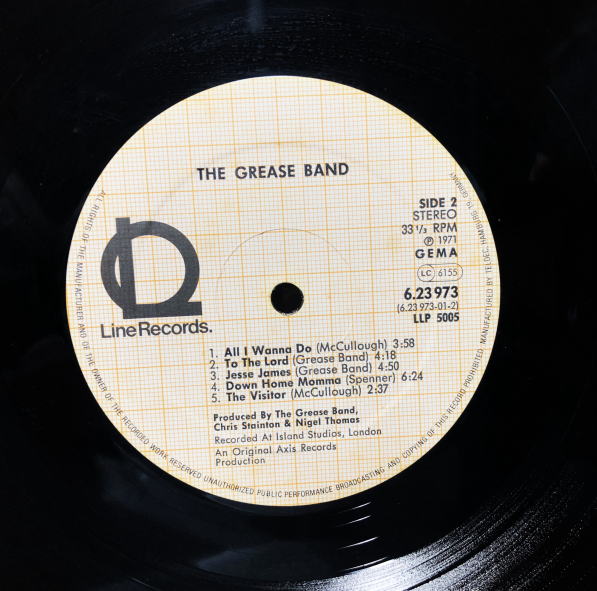 THE GREASE BAND
SIDE 2
STEREO
33 1/3 RPM
℗ 1971
GEMA
LC 6155
6.23 973
(6.23 973-01-2)
LLP 5005
Line Records.
1. All I Wanna Do (McCullough) 3:58
2. To The Lord (Grease Band) 4:18
3. Jesse James (Grease Band) 4:50
4. Down Home Momma (Spenner) 6:24
5. The Visitor (McCullough) 2:37
Produced By The Grease Band,
Chris Stainton & Nigel Thomas
Recorded At Island Studios, London
An Original Axis Records
Production
ALL RIGHTS OF THE MANUFACTURER AND OF THE OWNER OF THE RECORDED WORK RESERVED UNAUTHORIZED PUBLIC PERFORMANCE BROADCASTING AND COPYING OF THIS RECORD PROHIBITED. MANUFACTURED BY TELDEC, HAMBURG 19, GERMANY